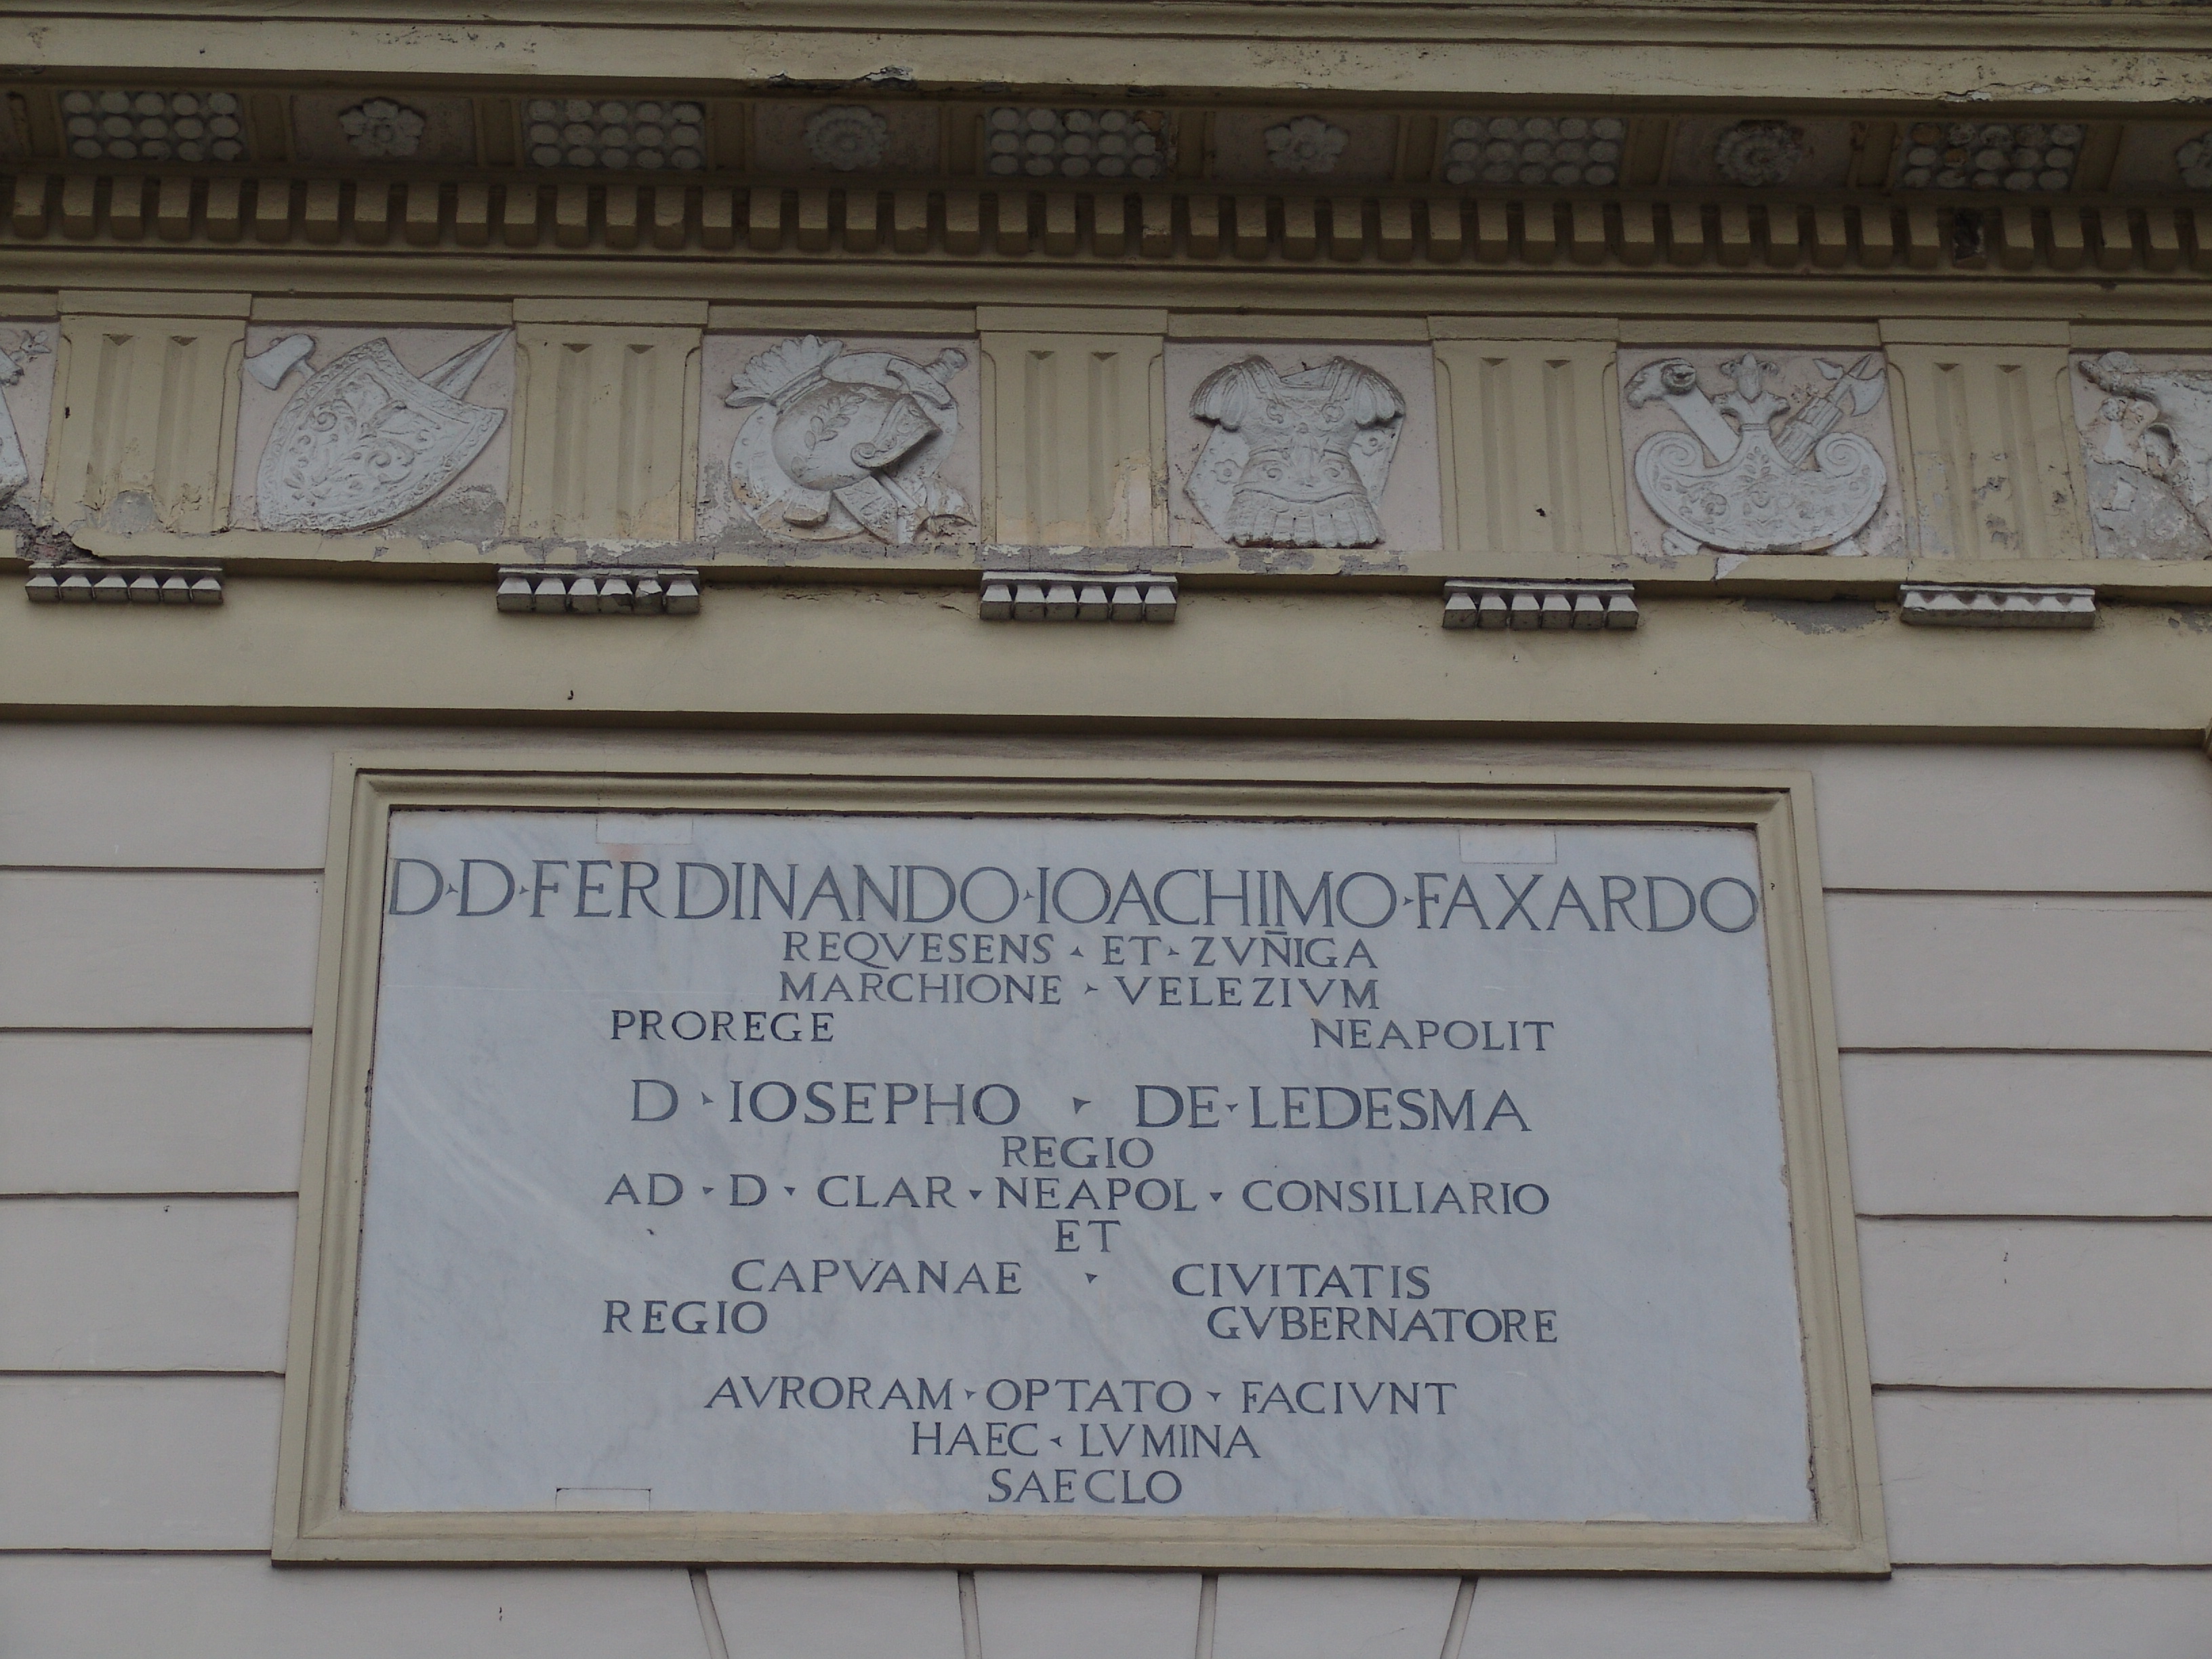 D·D·FERDINANDO·IOACHIMO·FAXARDO
REQVESENS · ET · ZVÑIGA
MARCHIONE · VELEZIVM
PROREGE NEAPOLIT
D · IOSEPHO · DE · LEDESMA
REGIO
AD · D · CLAR · NEAPOL · CONSILIARIO
ET
CAPVANAE · CIVITATIS
REGIO GVBERNATORE
AVRORAM · OPTATO · FACIVNT
HAEC · LVMINA
SAECLO